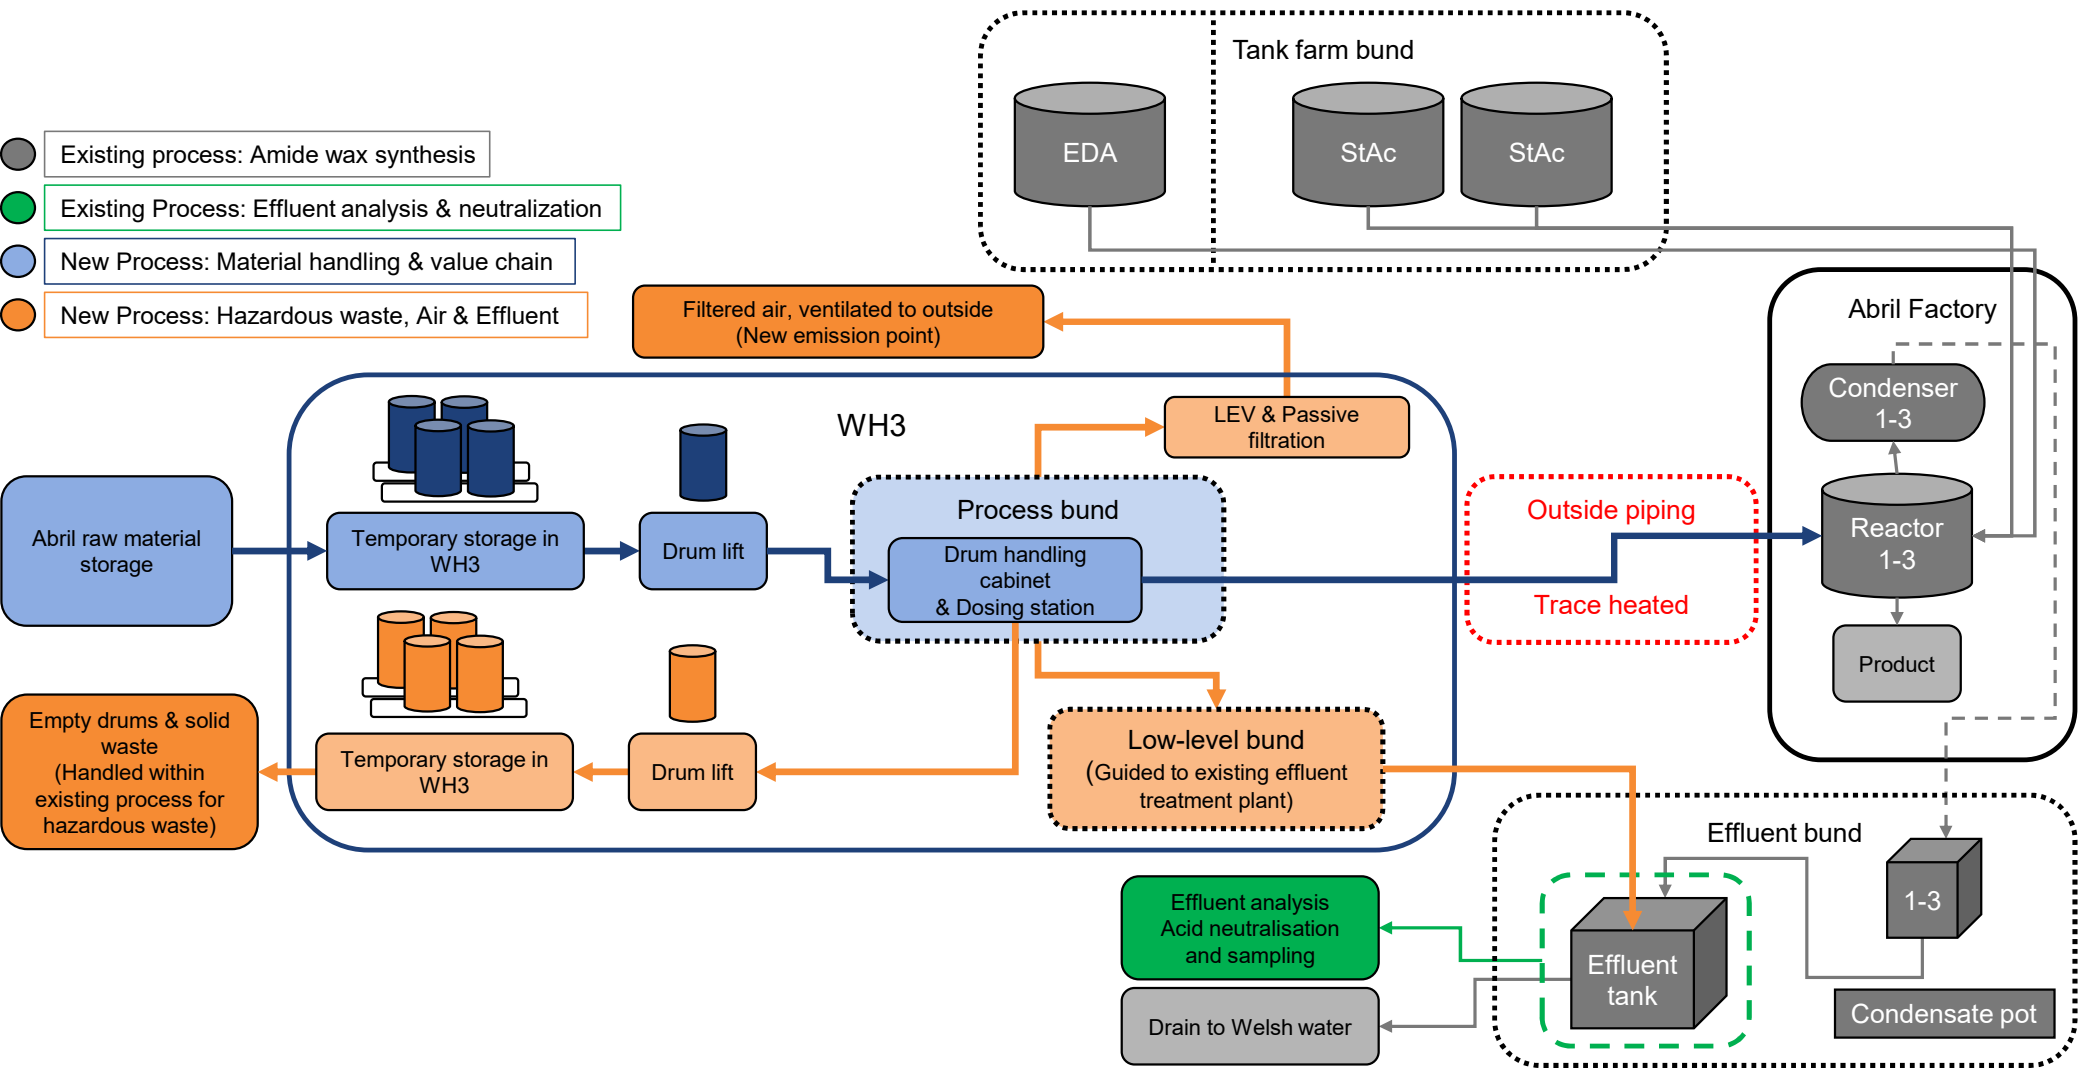 Tank farm bund
EDA
StAc
StAc
Existing process: Amide wax synthesis
Existing Process: Effluent analysis & neutralization
New Process: Material handling & value chain
New Process: Hazardous waste, Air & Effluent
Filtered air, ventilated to outside
(New emission point)
Abril Factory
Condenser
1-3
LEV & Passive
filtration
WH3
Process bund
Outside piping
Reactor
1-3
Abril raw material
storage
Temporary storage in
WH3
Drum lift
Drum handling
cabinet
& Dosing station
Trace heated
Product
Empty drums & solid
waste
(Handled within
existing process for
hazardous waste)
Temporary storage in
WH3
Drum lift
Low-level bund
(Guided to existing effluent
treatment plant)
Effluent bund
1-3
Effluent analysis
Acid neutralisation
and sampling
Effluent
tank
Condensate pot
Drain to Welsh water